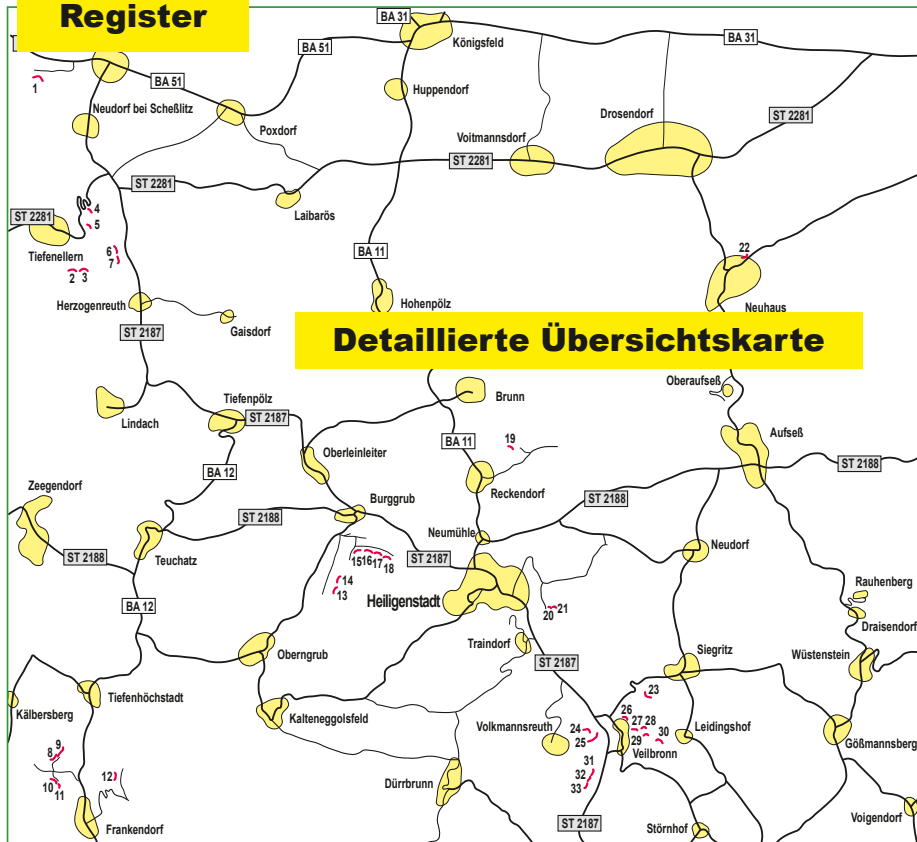 Register
BA 31
Königsfeld
BA 31
BA 51
BA 51
1
Huppendorf
Neudorf bei Scheßlitz
Poxdorf
Voitmannsdorf
Drosendorf
ST 2281
ST 2281
ST 2281
4
Laibarös
ST 2281
5
Tiefenellern
6
7
2 3
BA 11
22
Herzogenreuth
Hohenpölz
Neuhaus
Gaisdorf
ST 2187
Detaillierte Übersichtskarte
Oberaufseß
Brunn
Tiefenpölz
ST 2187
Lindach
Aufseß
19
BA 11
Oberleinleiter
ST 2188
BA 12
Zeegendorf
Reckendorf
Burggrub
ST 2188
ST 2188
Neumühle
Teuchatz
ST 2188
ST 2187
Neudorf
15 16 17 18
14
13
Rauhenberg
Heiligenstadt
BA 12
20 21
Draisendorf
Traindorf
Oberngrub
Siegritz
Wüstenstein
ST 2187
Tiefenhöchstadt
23
Kälbersberg
Kalteneggolsfeld
26
Volkmannsreuth
24
27 28
Leidingshof
25
29
30
Veilbronn
9
8
Gößmannsberg
31
12
32
10
11
Dürrbrunn
33
Voigendorf
Frankendorf
ST 2187
Störnhof